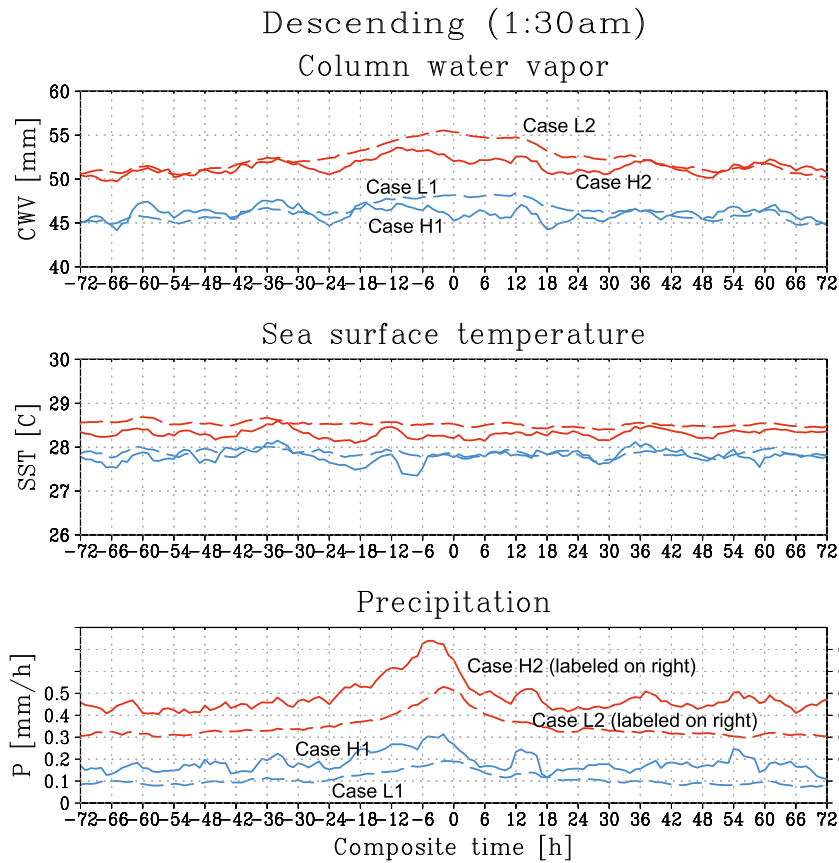 Descending (1:30am)
Column water vapor
CWV [mm]
60
55
50
45
40
Case L2
Case H2
Case L1
Case H1
-72 -66 -60 -54 -48 -42 -36 -30 -24 -18 -12 -6 0 6 12 18 24 30 36 42 48 54 60 66 72
Sea surface temperature
SST [C]
30
29
28
27
26
-72 -66 -60 -54 -48 -42 -36 -30 -24 -18 -12 -6 0 6 12 18 24 30 36 42 48 54 60 66 72
Precipitation
P [mm/h]
0.5
0.4
0.3
0.2
0.1
0
Case H2 (labeled on right)
Case L2 (labeled on right)
Case H1
Case L1
-72 -66 -60 -54 -48 -42 -36 -30 -24 -18 -12 -6 0 6 12 18 24 30 36 42 48 54 60 66 72
Composite time [h]